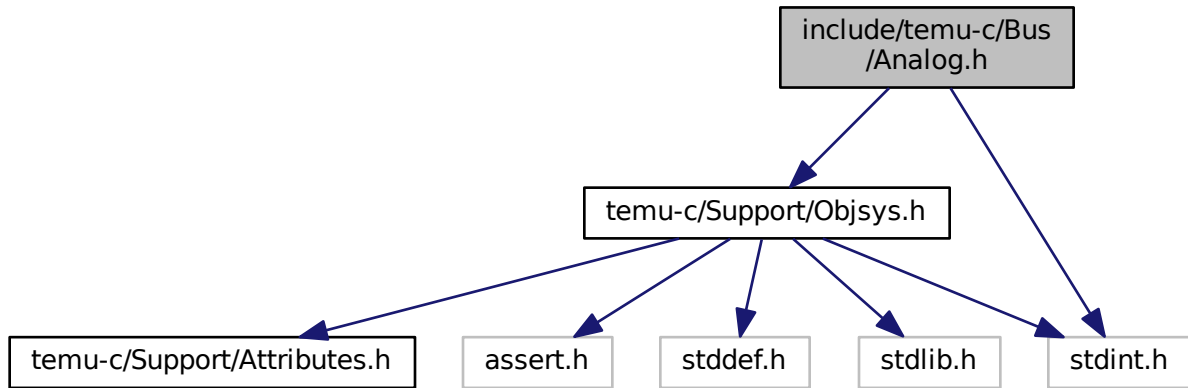 include/temu-c/Bus
/Analog.h
temu-c/Support/Objsys.h
temu-c/Support/Attributes.h
assert.h
stddef.h
stdlib.h
stdint.h